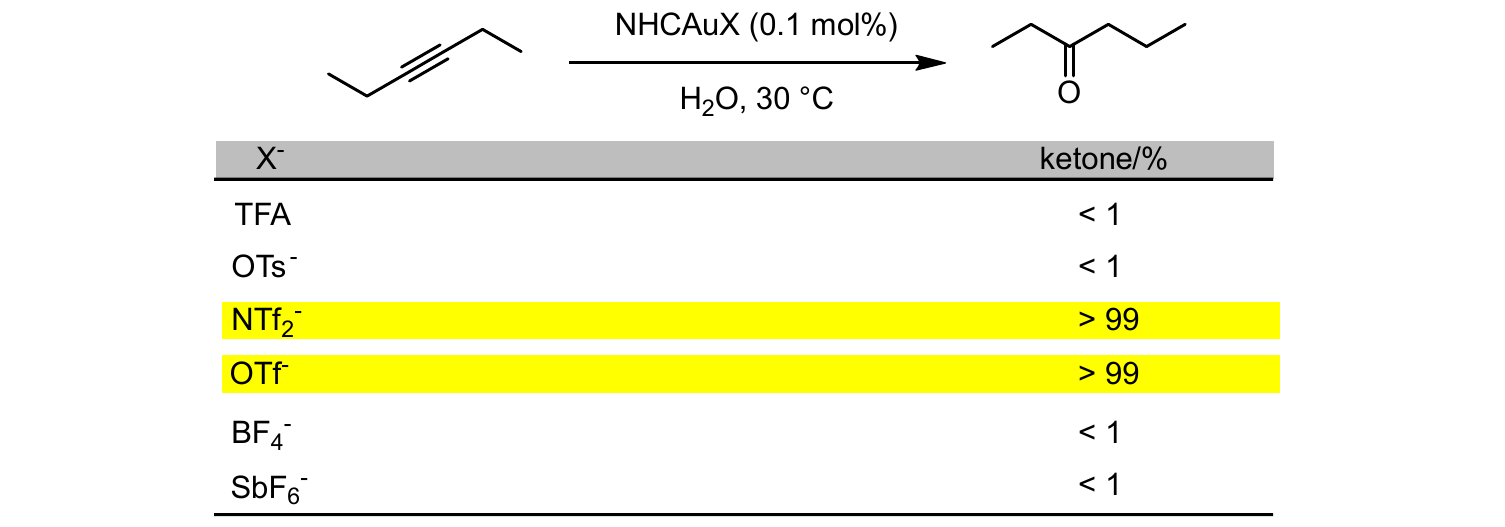 NHCAuX (0.1 mol%)
H₂O, 30 °C
O
X⁻ ketone/%
TFA < 1
OTs⁻ < 1
NTf₂⁻ > 99
OTf⁻ > 99
BF₄⁻ < 1
SbF₆⁻ < 1